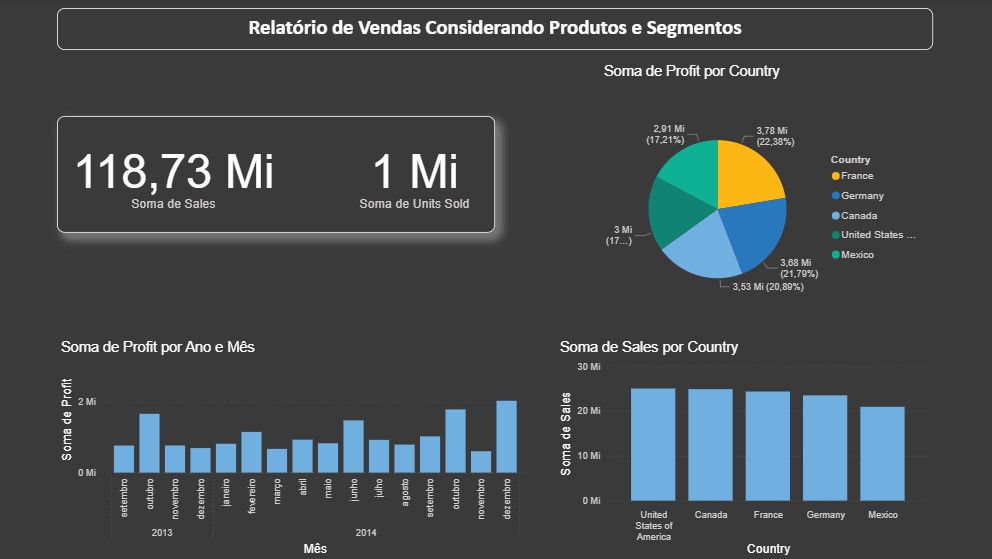 Relatório de Vendas Considerando Produtos e Segmentos
118,73 Mi
Soma de Sales
1 Mi
Soma de Units Sold
Soma de Profit por Country
3,78 Mi
(22,38%)
3,68 Mi
(21,79%)
3,53 Mi (20,89%)
3 Mi
(17...)
2,91 Mi
(17,21%)
Country
France
Germany
Canada
United States ...
Mexico
Soma de Profit por Ano e Mês
Soma de Profit
2 Mi
0 Mi
setembro
outubro
novembro
dezembro
janeiro
fevereiro
março
abril
maio
junho
julho
agosto
setembro
outubro
novembro
dezembro
2013
2014
Mês
Soma de Sales por Country
Soma de Sales
30 Mi
20 Mi
10 Mi
0 Mi
United
States of
America
Canada
France
Germany
Mexico
Country